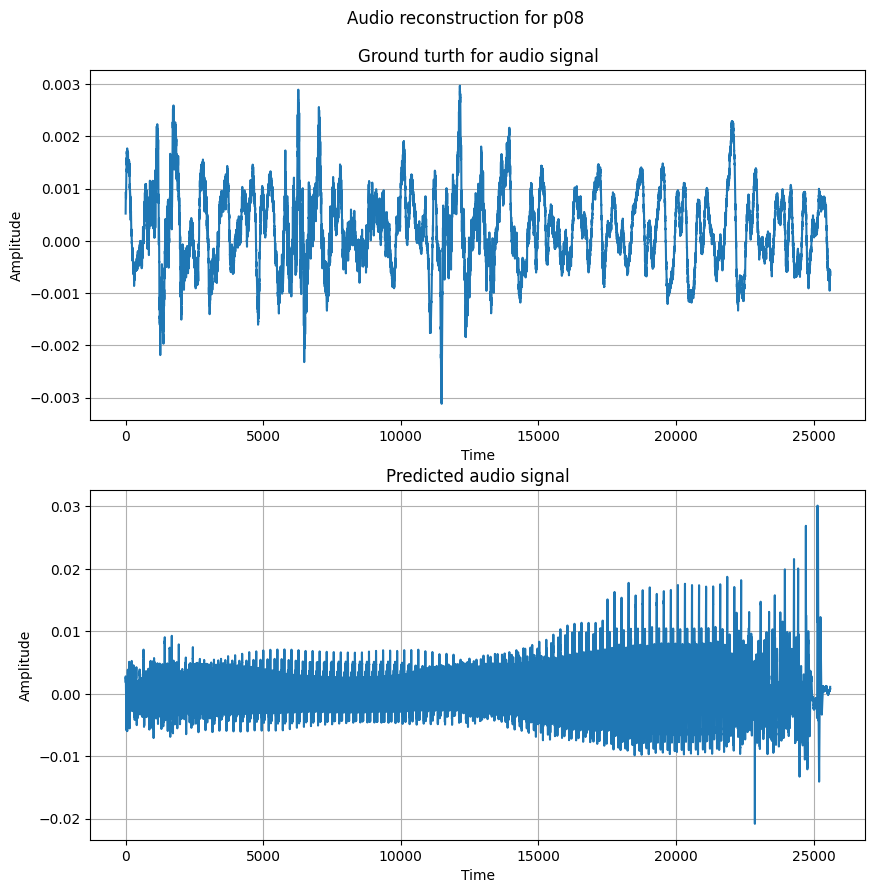 Audio reconstruction for p08
Ground turth for audio signal
0.003
0.002
0.001
0.000
−0.001
−0.002
−0.003
Amplitude
0 5000 10000 15000 20000 25000
Time
Predicted audio signal
0.03
0.02
0.01
0.00
−0.01
−0.02
Amplitude
0 5000 10000 15000 20000 25000
Time